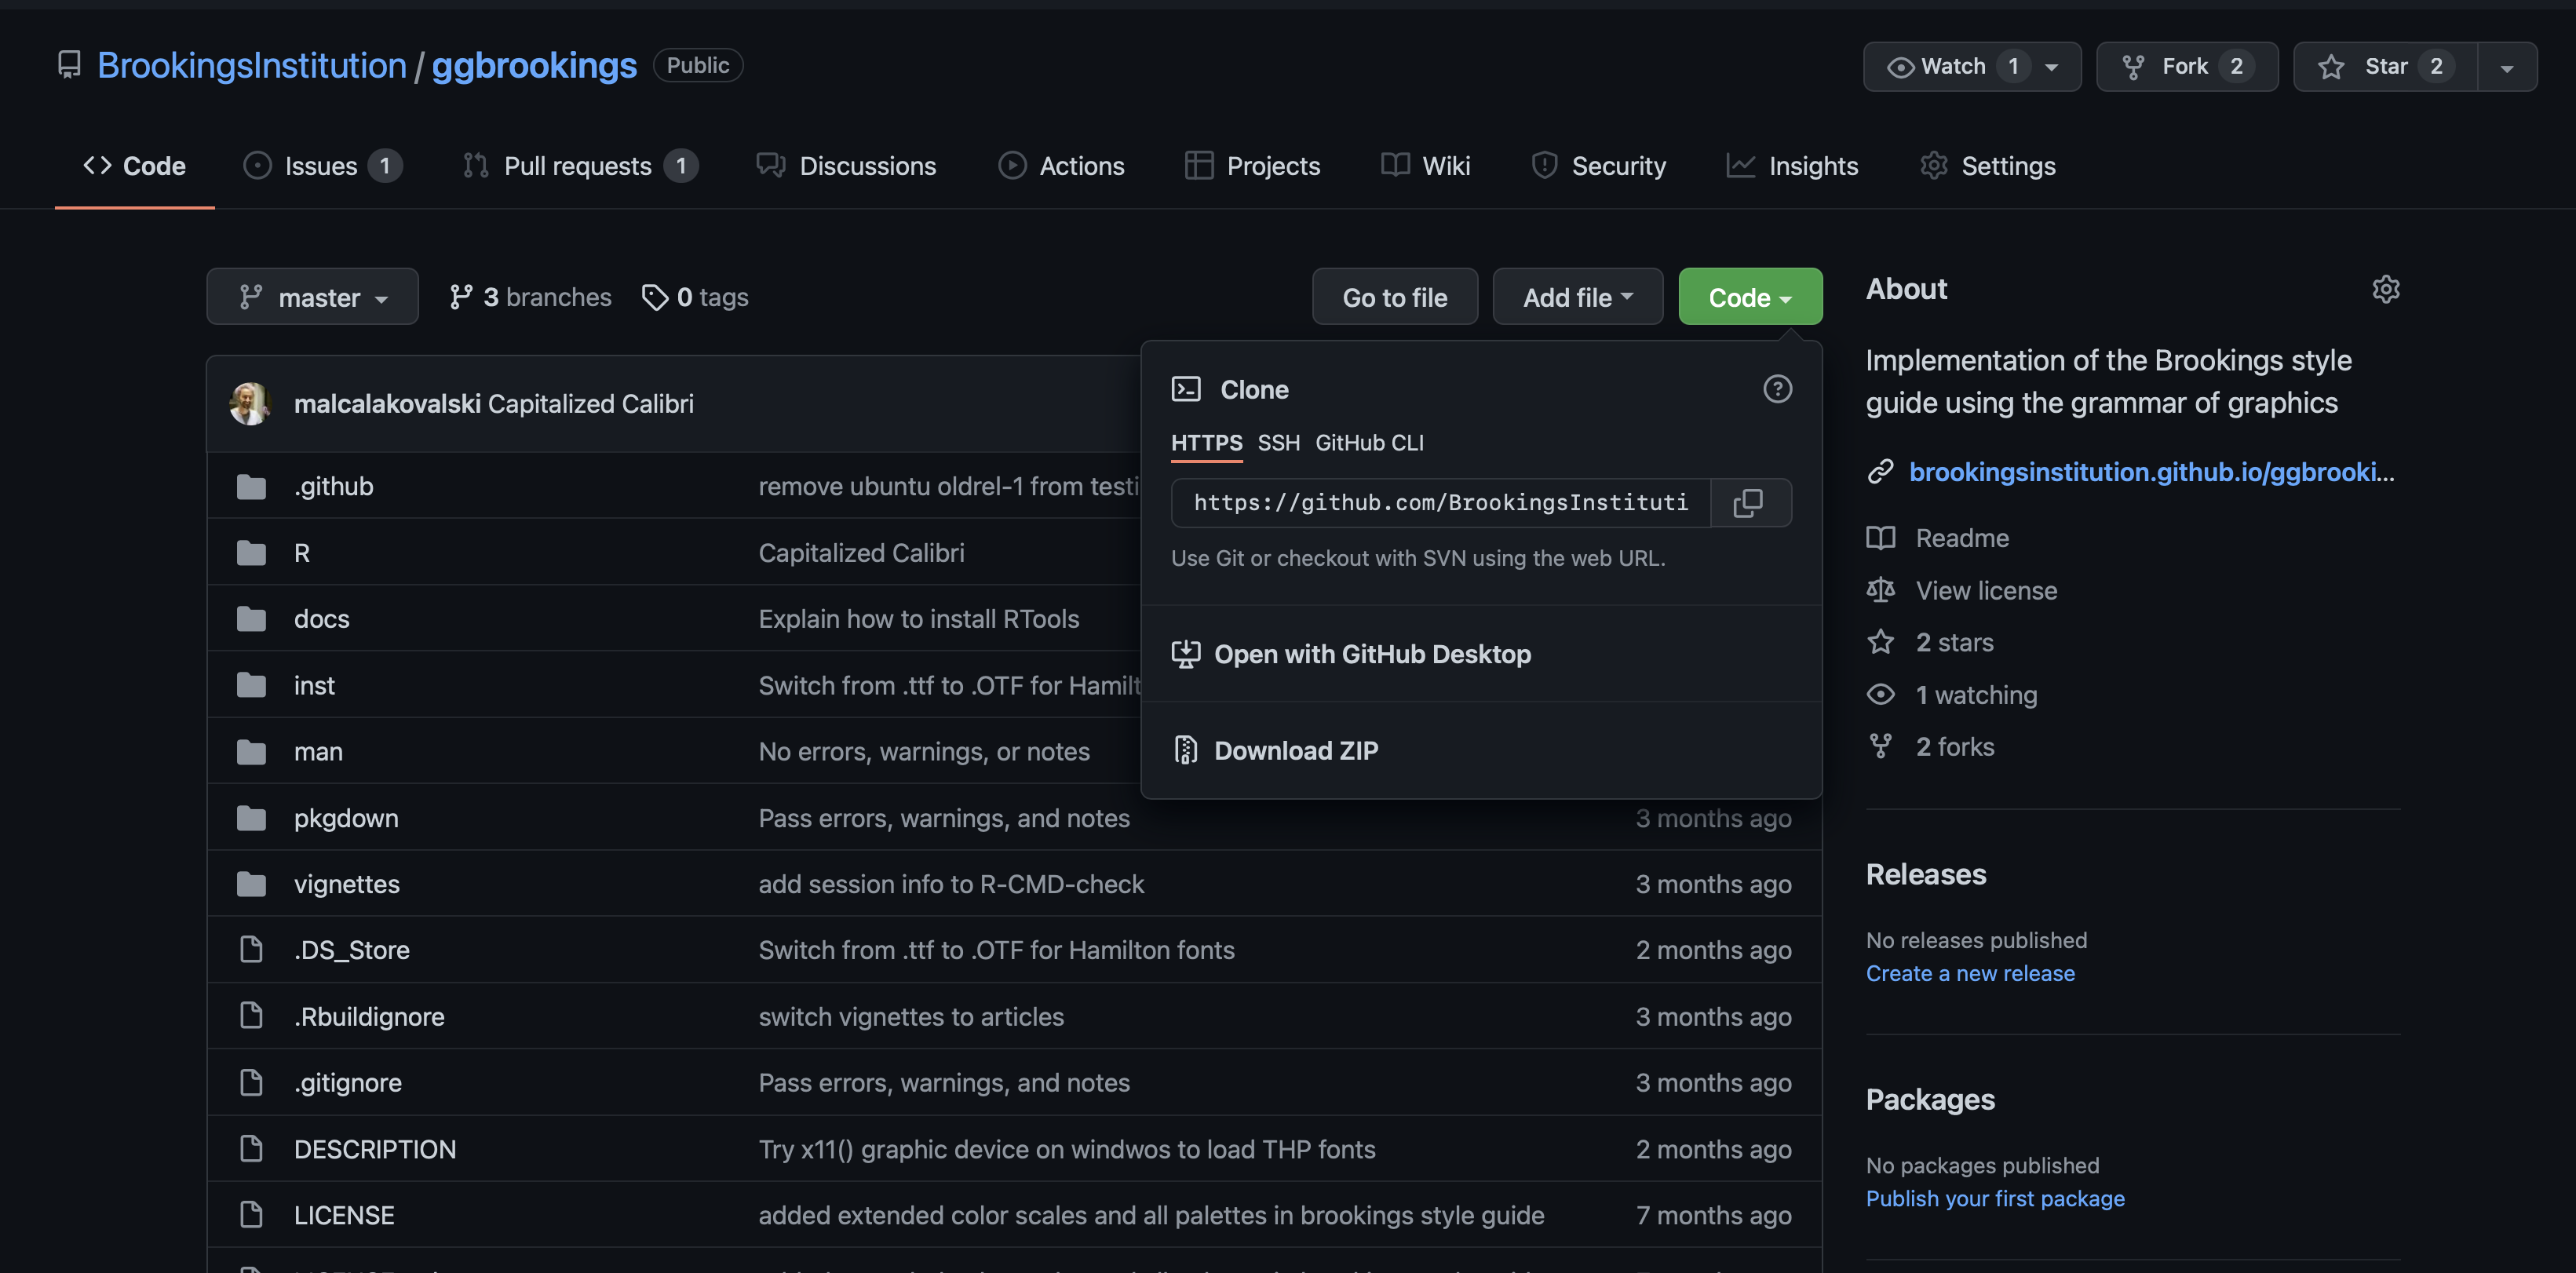 BrookingsInstitution / ggbrookings Public
Watch 1 Fork 2 Star 2
Code Issues 1 Pull requests 1 Discussions Actions Projects Wiki Security Insights Settings
master 3 branches 0 tags Go to file Add file Code
malcalakovalski Capitalized Calibri
.github remove ubuntu oldrel-1 from testi
R Capitalized Calibri
docs Explain how to install RTools
inst Switch from .ttf to .OTF for Hamilt
man No errors, warnings, or notes
pkgdown Pass errors, warnings, and notes 3 months ago
vignettes add session info to R-CMD-check 3 months ago
.DS_Store Switch from .ttf to .OTF for Hamilton fonts 2 months ago
.Rbuildignore switch vignettes to articles 3 months ago
.gitignore Pass errors, warnings, and notes 3 months ago
DESCRIPTION Try x11() graphic device on windwos to load THP fonts 2 months ago
LICENSE added extended color scales and all palettes in brookings style guide 7 months ago
Clone
HTTPS SSH GitHub CLI
https://github.com/BrookingsInstituti
Use Git or checkout with SVN using the web URL.
Open with GitHub Desktop
Download ZIP
About
Implementation of the Brookings style
guide using the grammar of graphics
brookingsinstitution.github.io/ggbrooki...
Readme
View license
2 stars
1 watching
2 forks
Releases
No releases published
Create a new release
Packages
No packages published
Publish your first package